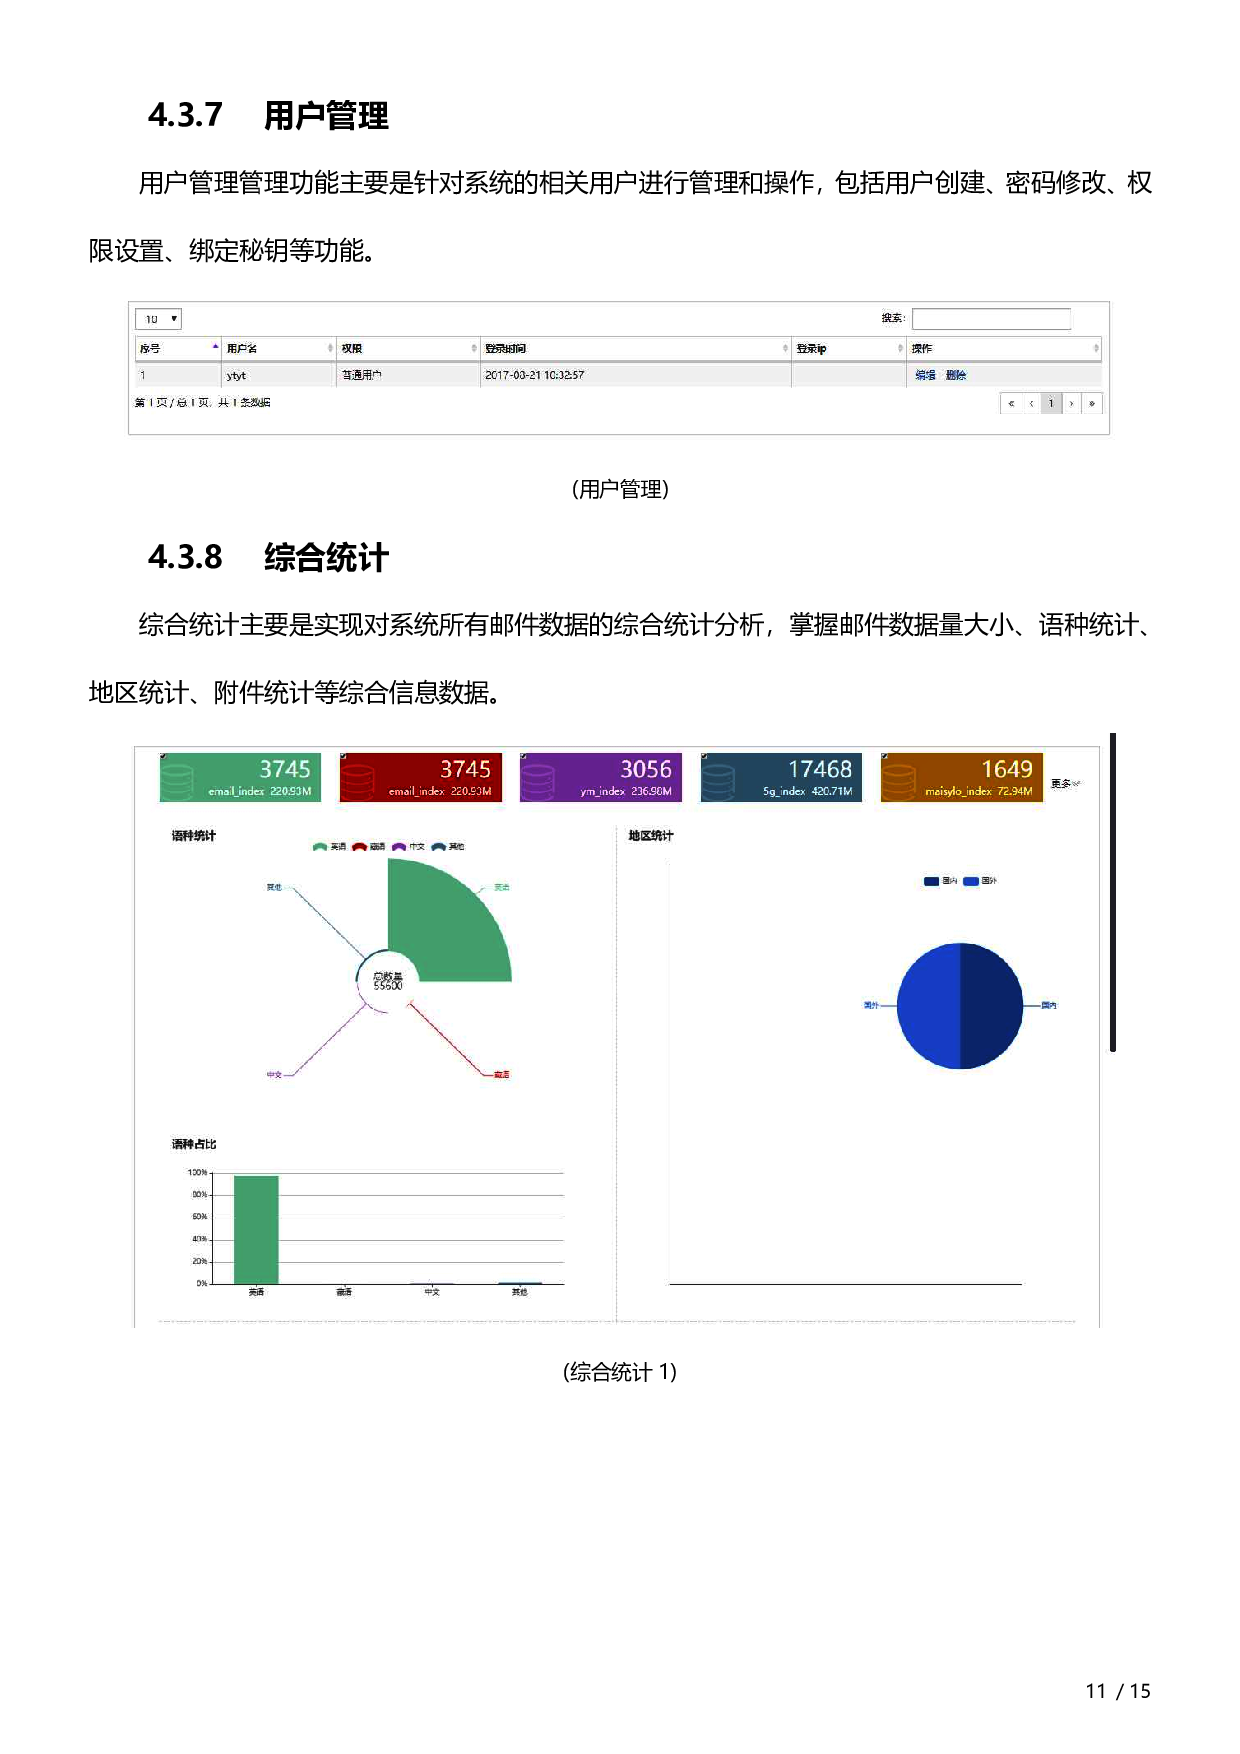 4.3.7 用户管理
用户管理管理功能主要是针对系统的相关用户进行管理和操作，包括用户创建、密码修改、权
限设置、绑定秘钥等功能。
10 搜索：
序号 用户名 权限 登录时间 登录ip 操作
1 ytyt 普通用户 2017-08-21 10:32:57 编辑 删除
第 1 页 / 总 1 页, 共 1 条数据 « ‹ 1 › »
(用户管理)
4.3.8 综合统计
综合统计主要是实现对系统所有邮件数据的综合统计分析，掌握邮件数据量大小、语种统计、
地区统计、附件统计等综合信息数据。
3745 3745 3056 17468 1649
email_index 220.93M email_index 220.93M ym_index 236.98M 5g_index 420.71M maisylo_index 72.94M 更多
语种统计 地区统计
英语 藏语 中文 其他
国内 国外
其他 英语
总数量
55600
国外 国内
中文 藏语
语种占比
100%
80%
60%
40%
20%
0%
英语 藏语 中文 其他
(综合统计 1)
11 / 15